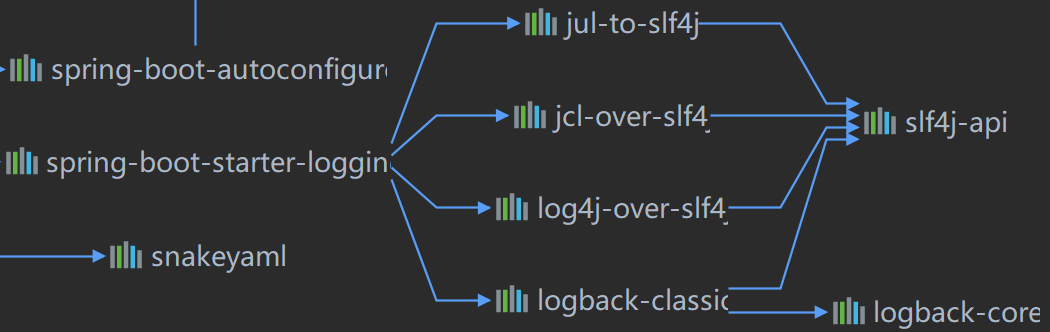 jul-to-slf4j
spring-boot-autoconfigure
jcl-over-slf4j
slf4j-api
spring-boot-starter-loggin
log4j-over-slf4j
snakeyaml
logback-classic
logback-core